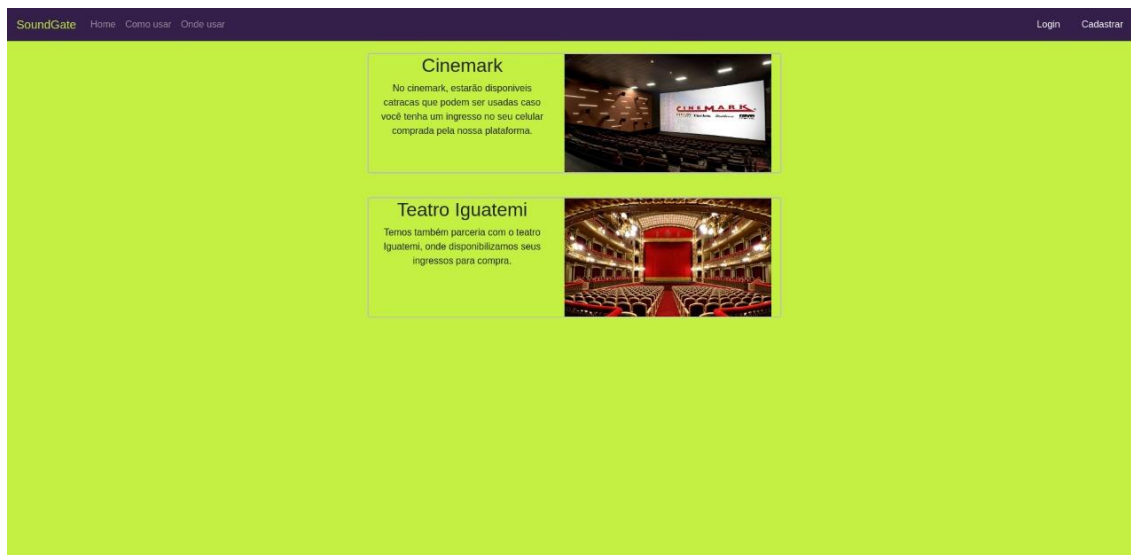 SoundGate Home Como usar Onde usar Login Cadastrar
Cinemark
No cinemark, estarão disponiveis
catracas que podem ser usadas caso
você tenha um ingresso no seu celular
comprada pela nossa plataforma.
CINEMARK
Teatro Iguatemi
Temos também parceria com o teatro
Iguatemi, onde disponibilizamos seus
ingressos para compra.